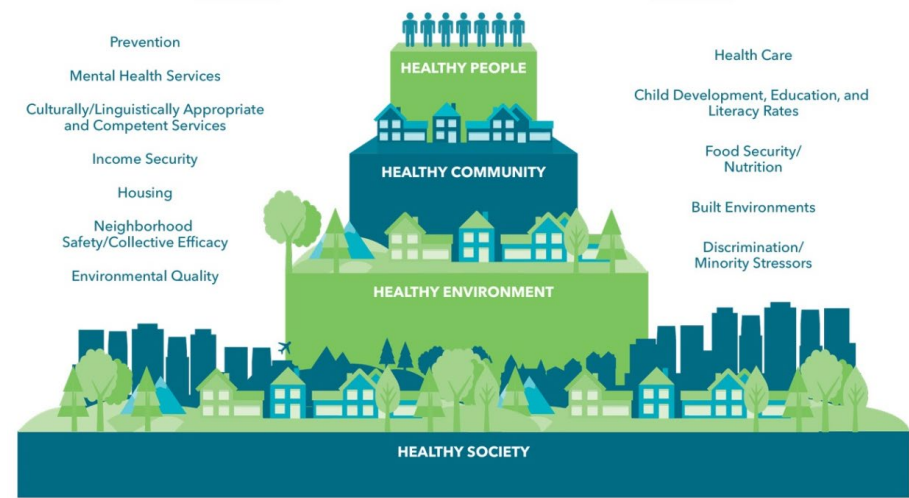 Prevention
Mental Health Services
Culturally/Linguistically Appropriate
and Competent Services
Income Security
Housing
Neighborhood
Safety/Collective Efficacy
Environmental Quality
HEALTHY PEOPLE
HEALTHY COMMUNITY
HEALTHY ENVIRONMENT
HEALTHY SOCIETY
Health Care
Child Development, Education, and
Literacy Rates
Food Security/
Nutrition
Built Environments
Discrimination/
Minority Stressors